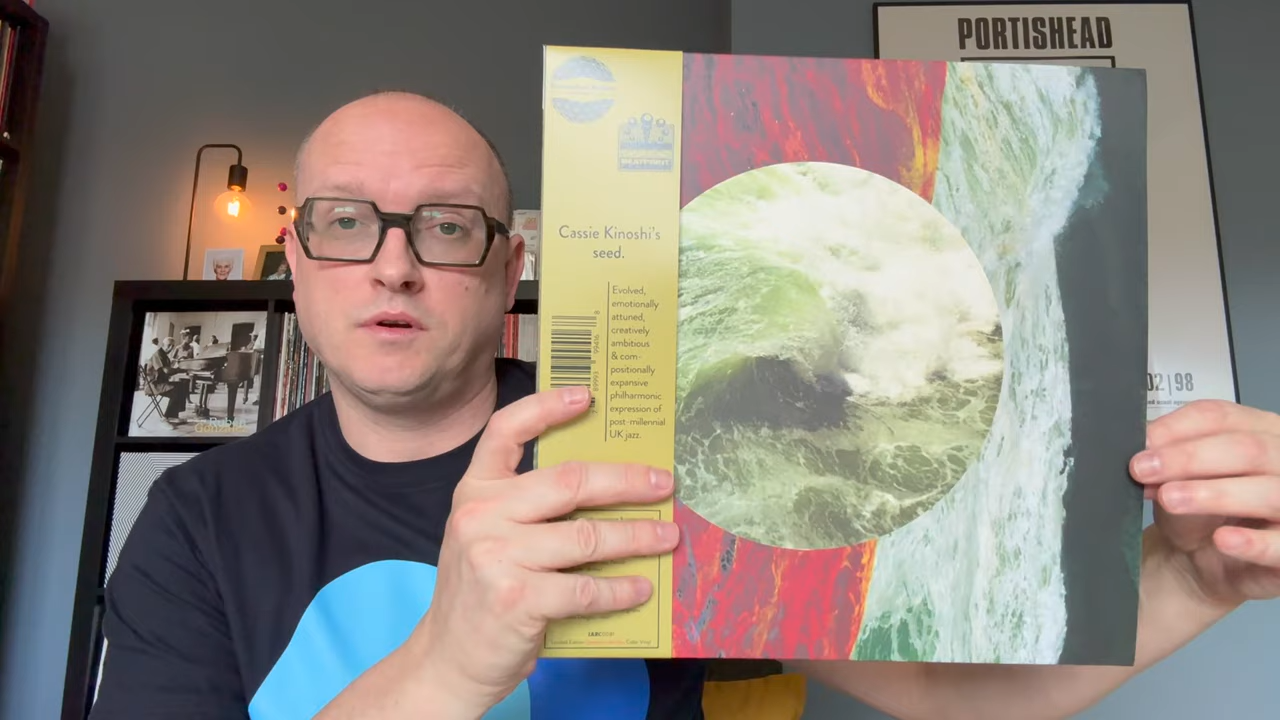 PORTISHEAD
Cassie Kinoshi's
seed.
Evolved,
emotionally
attuned,
creatively
ambitious
& com-
positionally
expansive
philharmonic
expression of
post-millennial
UK jazz.
02|98